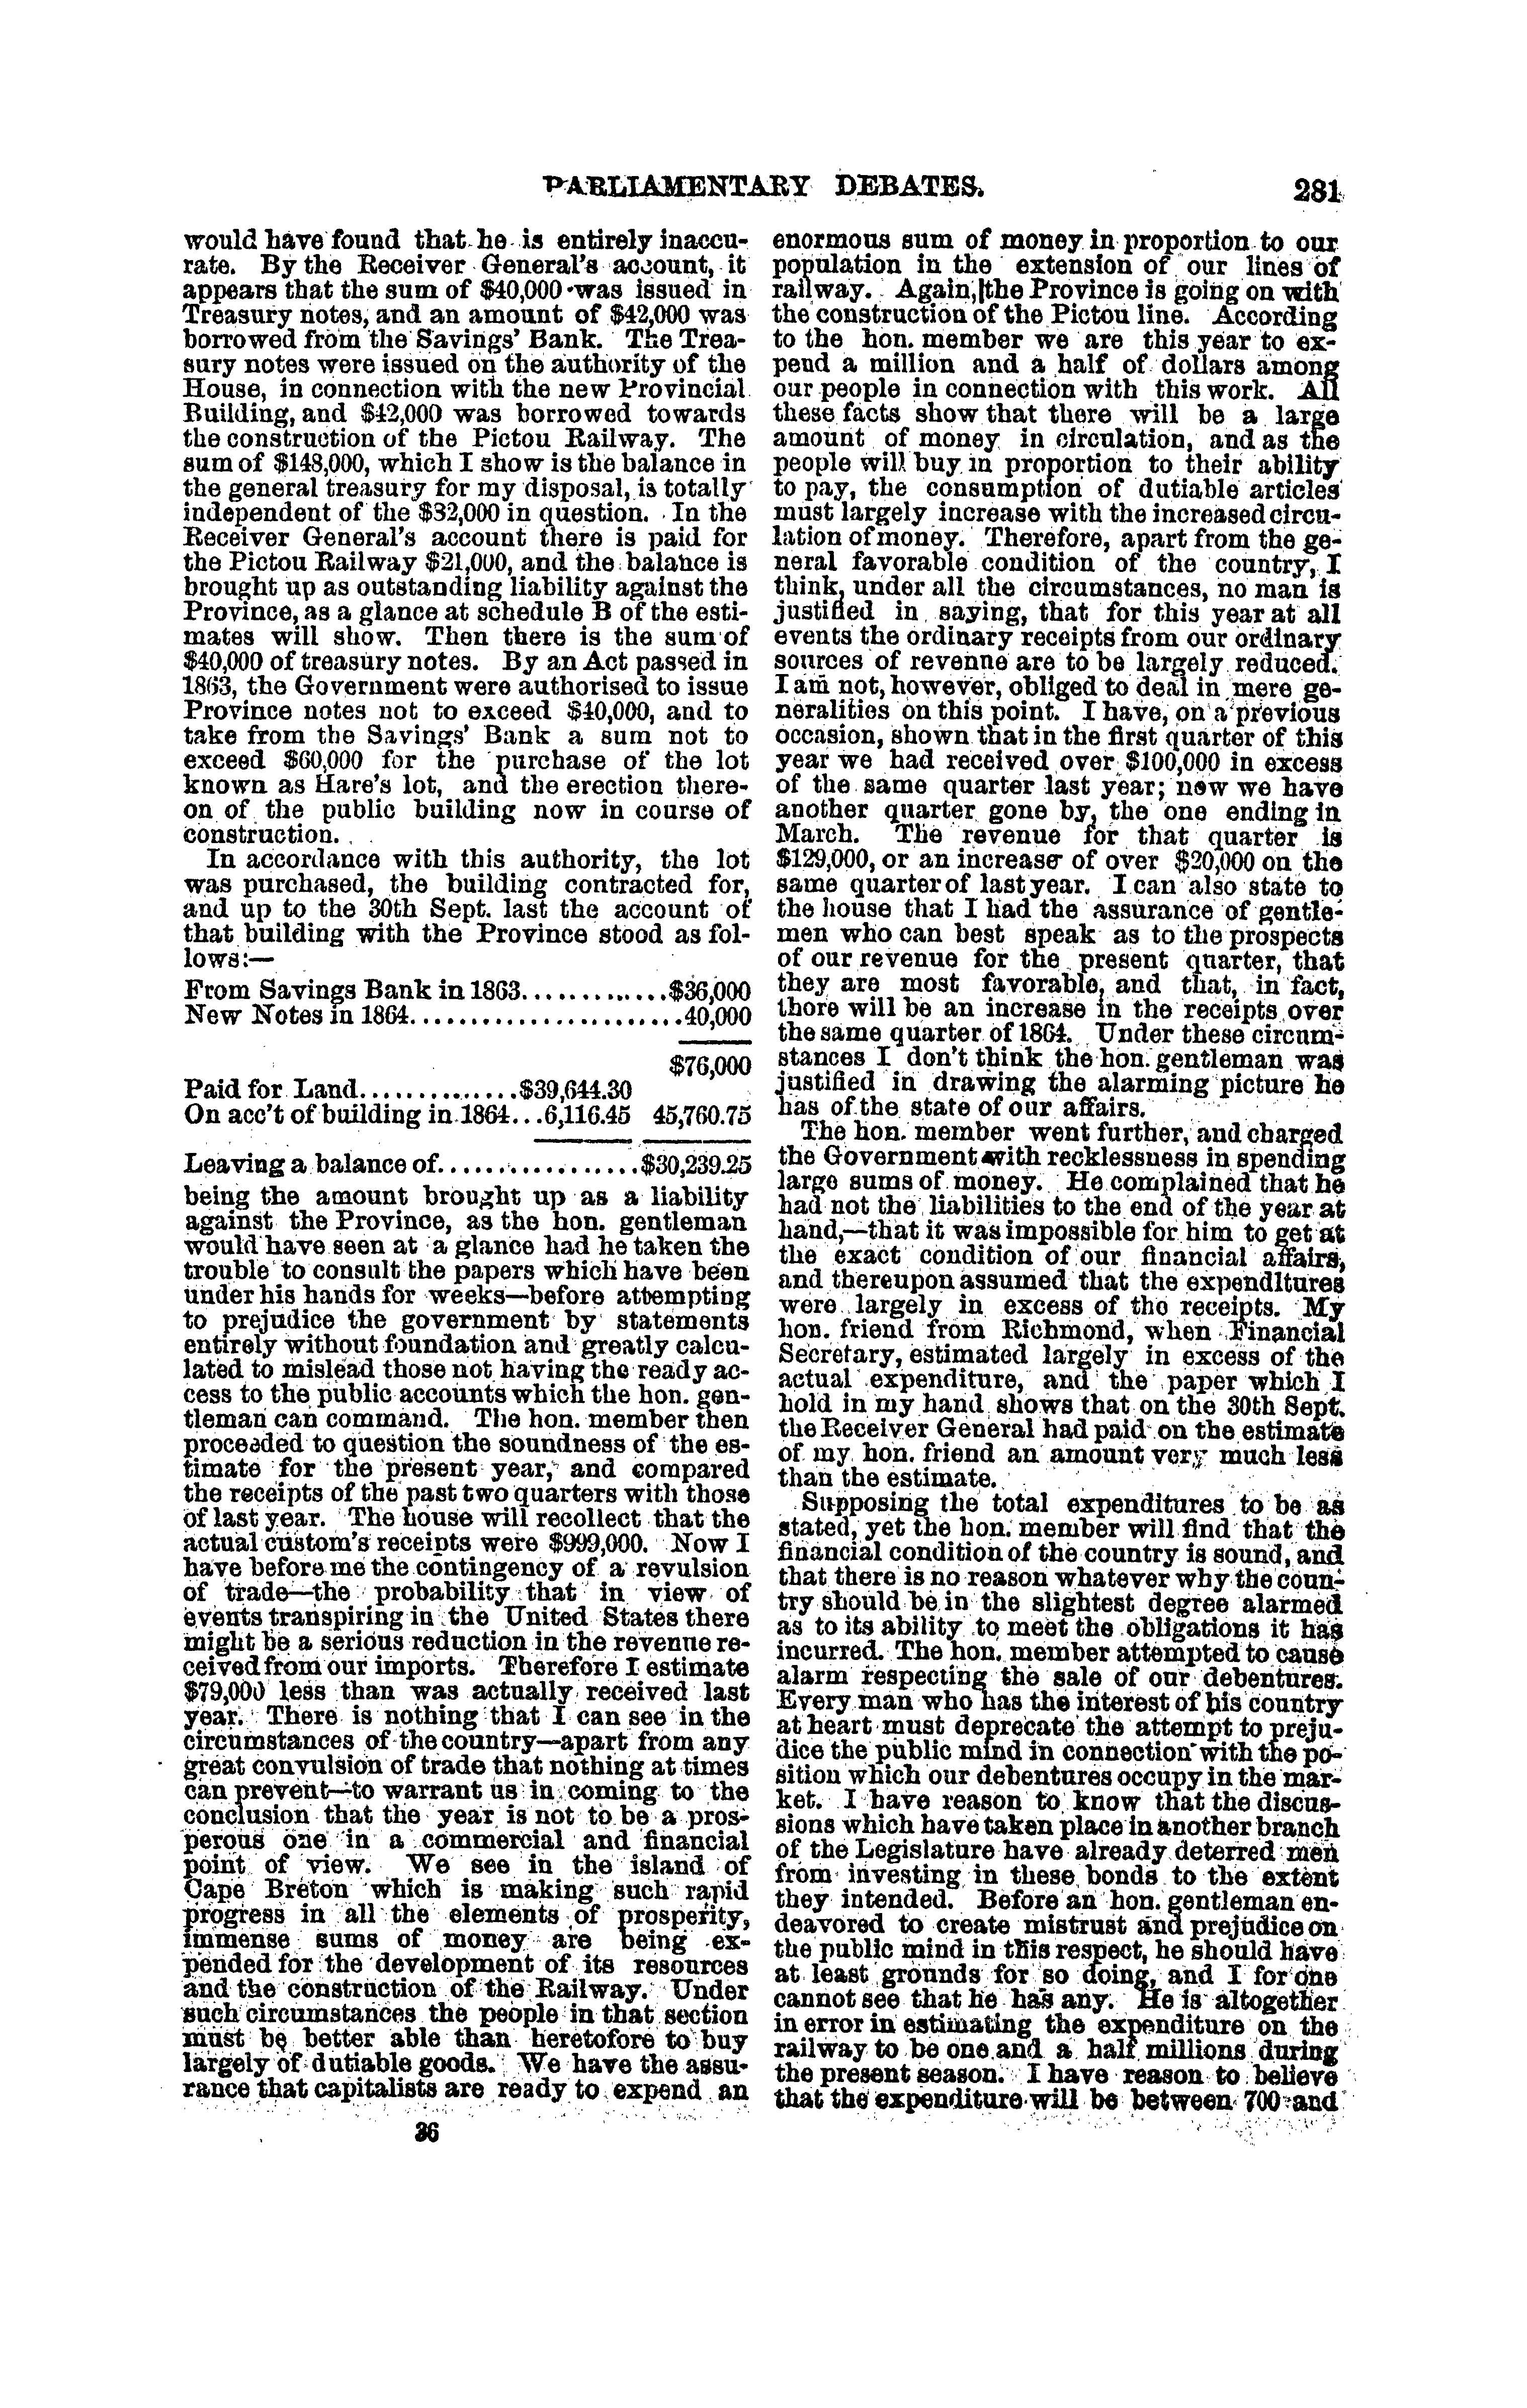 PARLIAMENTARY DEBATES.
281
would have found that he is entirely inaccu-
rate. By the Receiver General's account, it
appears that the sum of $40,000 was issued in
Treasury notes, and an amount of $42,000 was
borrowed from the Savings' Bank. The Trea-
sury notes were issued on the authority of the
House, in connection with the new Provincial
Building, and $42,000 was borrowed towards
the construction of the Pictou Railway. The
sum of $148,000, which I show is the balance in
the general treasury for my disposal, is totally
independent of the $32,000 in question. In the
Receiver General's account there is paid for
the Pictou Railway $21,000, and the balance is
brought up as outstanding liability against the
Province, as a glance at schedule B of the esti-
mates will show. Then there is the sum of
$40,000 of treasury notes. By an Act passed in
1863, the Government were authorised to issue
Province notes not to exceed $40,000, and to
take from the Savings' Bank a sum not to
exceed $60,000 for the purchase of the lot
known as Hare's lot, and the erection there-
on of the public building now in course of
construction.
In accordance with this authority, the lot
was purchased, the building contracted for,
and up to the 30th Sept. last the account of
that building with the Province stood as fol-
lows:—
From Savings Bank in 1863..............$36,000
New Notes in 1864.......................40,000
$76,000
Paid for Land..............$39,644.30
On acc't of building in 1864...6,116.45 45,760.75
Leaving a balance of.................$30,239.25
being the amount brought up as a liability
against the Province, as the hon. gentleman
would have seen at a glance had he taken the
trouble to consult the papers which have been
under his hands for weeks—before attempting
to prejudice the government by statements
entirely without foundation and greatly calcu-
lated to mislead those not having the ready ac-
cess to the public accounts which the hon. gen-
tleman can command. The hon. member then
proceeded to question the soundness of the es-
timate for the present year, and compared
the receipts of the past two quarters with those
of last year. The house will recollect that the
actual custom's receipts were $999,000. Now I
have before me the contingency of a revulsion
of trade—the probability that in view of
events transpiring in the United States there
might be a serious reduction in the revenue re-
ceived from our imports. Therefore I estimate
$79,000 less than was actually received last
year. There is nothing that I can see in the
circumstances of the country—apart from any
great convulsion of trade that nothing at times
can prevent—to warrant us in coming to the
conclusion that the year is not to be a pros-
perous one in a commercial and financial
point of view. We see in the island of
Cape Breton which is making such rapid
progress in all the elements of prosperity,
immense sums of money are being ex-
pended for the development of its resources
and the construction of the Railway. Under
such circumstances the people in that section
must be better able than heretofore to buy
largely of dutiable goods. We have the assu-
rance that capitalists are ready to expend an
36
enormous sum of money in proportion to our
population in the extension of our lines of
railway. Again, the Province is going on with
the construction of the Pictou line. According
to the hon. member we are this year to ex-
pend a million and a half of dollars among
our people in connection with this work. All
these facts show that there will be a large
amount of money in circulation, and as the
people will buy in proportion to their ability
to pay, the consumption of dutiable articles
must largely increase with the increased circu-
lation of money. Therefore, apart from the ge-
neral favorable condition of the country, I
think, under all the circumstances, no man is
justified in saying, that for this year at all
events the ordinary receipts from our ordinary
sources of revenue are to be largely reduced.
I am not, however, obliged to deal in mere ge-
neralities on this point. I have, on a previous
occasion, shown that in the first quarter of this
year we had received over $100,000 in excess
of the same quarter last year; now we have
another quarter gone by, the one ending in
March. The revenue for that quarter is
$129,000, or an increase of over $20,000 on the
same quarter of last year. I can also state to
the house that I had the assurance of gentle-
men who can best speak as to the prospects
of our revenue for the present quarter, that
they are most favorable, and that, in fact,
thore will be an increase in the receipts over
the same quarter of 1864. Under these circum-
stances I don't think the hon. gentleman was
justified in drawing the alarming picture he
has of the state of our affairs.
The hon. member went further, and charged
the Government with recklessness in spending
large sums of money. He complained that he
had not the liabilities to the end of the year at
hand,—that it was impossible for him to get at
the exact condition of our financial affairs,
and thereupon assumed that the expenditures
were largely in excess of the receipts. My
hon. friend from Richmond, when Financial
Secretary, estimated largely in excess of the
actual expenditure, and the paper which I
hold in my hand shows that on the 30th Sept.
the Receiver General had paid on the estimate
of my hon. friend an amount very much less
than the estimate.
Supposing the total expenditures to be as
stated, yet the hon. member will find that the
financial condition of the country is sound, and
that there is no reason whatever why the coun-
try should be in the slightest degree alarmed
as to its ability to meet the obligations it has
incurred. The hon. member attempted to cause
alarm respecting the sale of our debentures.
Every man who has the interest of his country
at heart must deprecate the attempt to preju-
dice the public mind in connection with the po-
sition which our debentures occupy in the mar-
ket. I have reason to know that the discus-
sions which have taken place in another branch
of the Legislature have already deterred men
from investing in these bonds to the extent
they intended. Before an hon. gentleman en-
deavored to create mistrust and prejudice on
the public mind in this respect, he should have
at least grounds for so doing, and I for one
cannot see that he has any. He is altogether
in error in estimating the expenditure on the
railway to be one and a half millions during
the present season. I have reason to believe
that the expenditure will be between 700 and